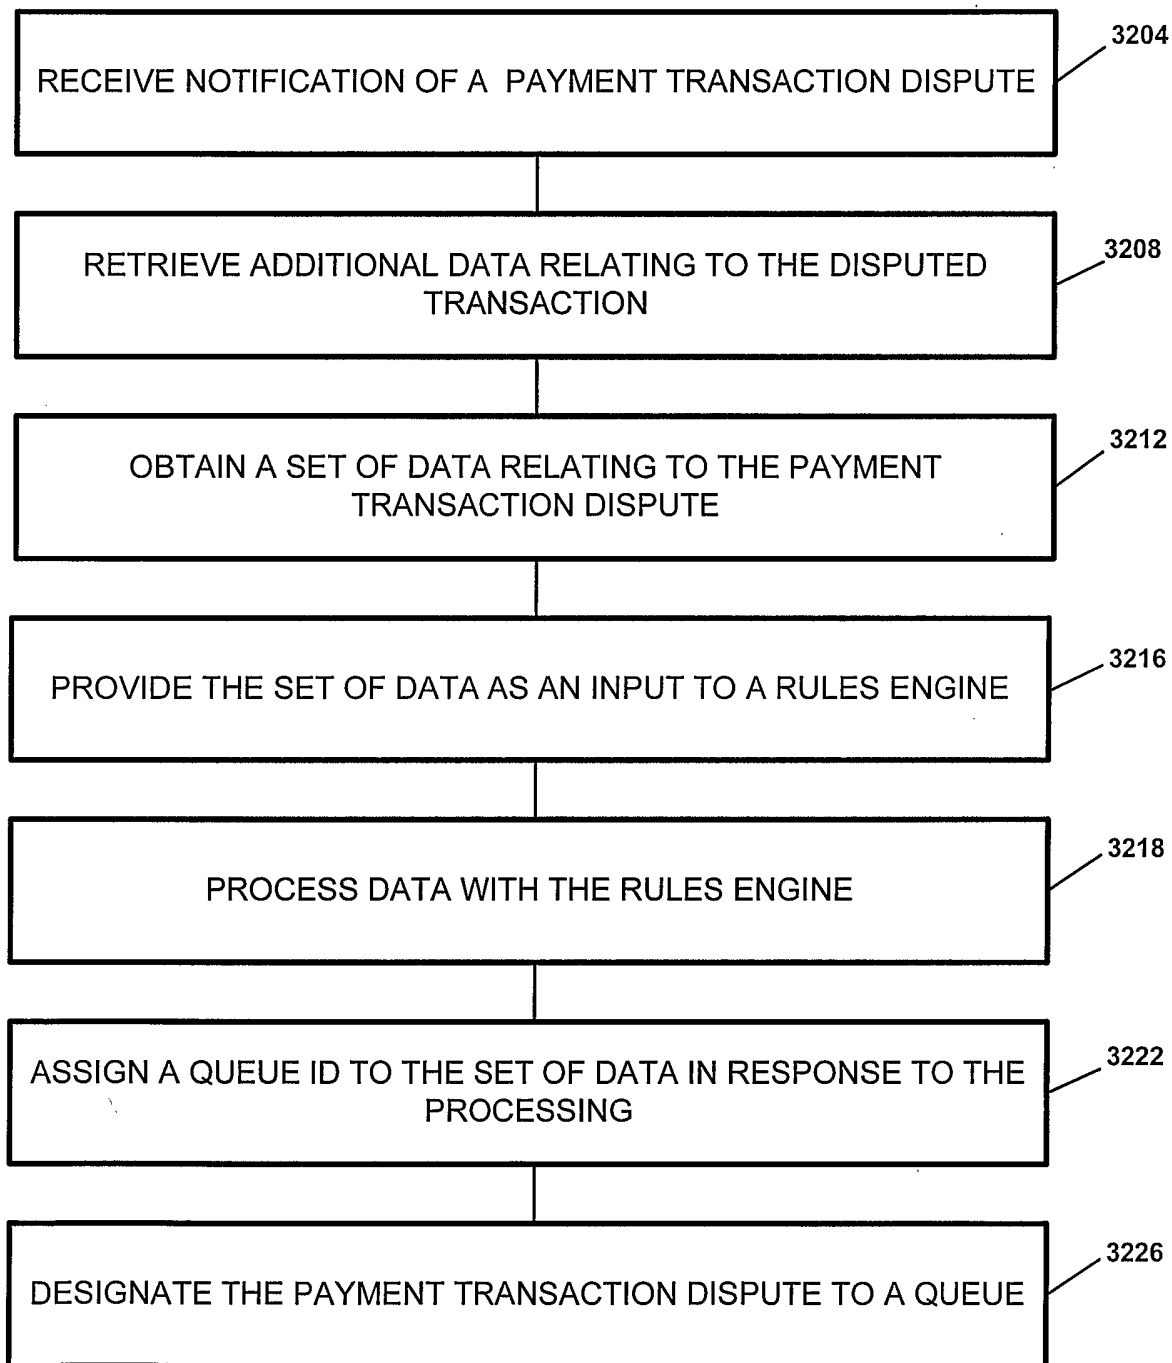 3204
RECEIVE NOTIFICATION OF A PAYMENT TRANSACTION DISPUTE
3208
RETRIEVE ADDITIONAL DATA RELATING TO THE DISPUTED
TRANSACTION
3212
OBTAIN A SET OF DATA RELATING TO THE PAYMENT
TRANSACTION DISPUTE
3216
PROVIDE THE SET OF DATA AS AN INPUT TO A RULES ENGINE
3218
PROCESS DATA WITH THE RULES ENGINE
3222
ASSIGN A QUEUE ID TO THE SET OF DATA IN RESPONSE TO THE
PROCESSING
3226
DESIGNATE THE PAYMENT TRANSACTION DISPUTE TO A QUEUE